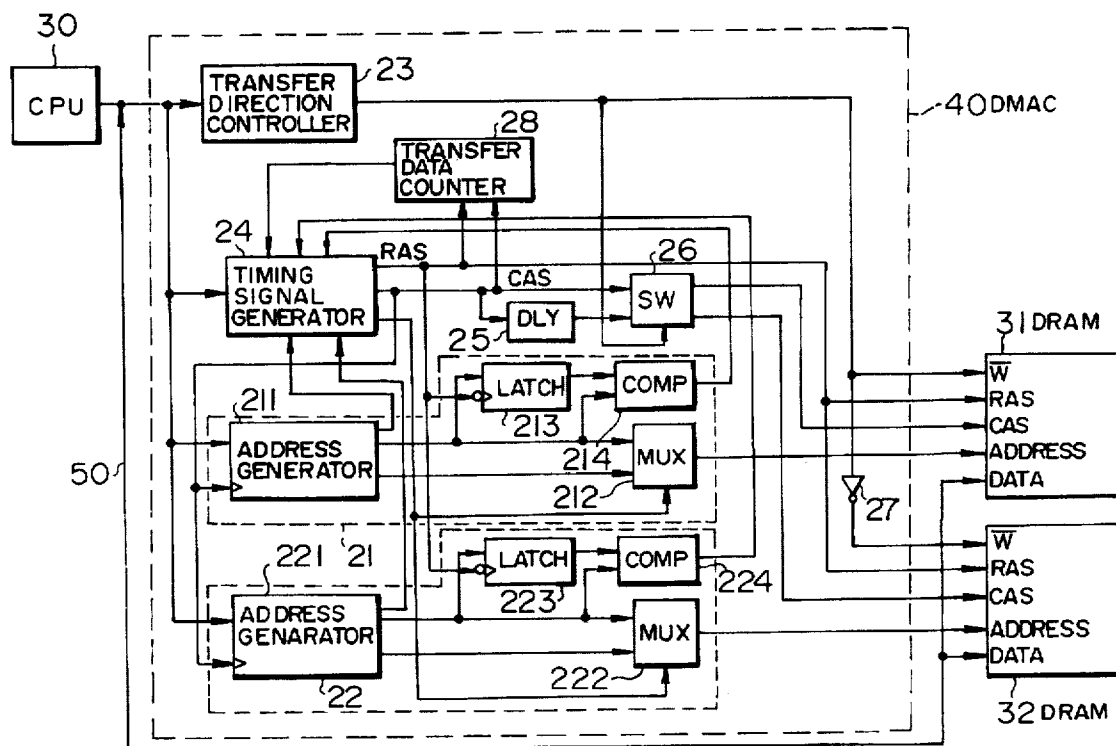 30
CPU
TRANSFER
DIRECTION
CONTROLLER
23
40 DMAC
28
TRANSFER
DATA
COUNTER
24
TIMING
SIGNAL
GENERATOR
RAS
CAS
26
SW
25
DLY
31 DRAM
W
RAS
CAS
ADDRESS
DATA
211
ADDRESS
GENERATOR
LATCH
213
COMP
214
MUX
212
21
50
27
221
ADDRESS
GENARATOR
22
LATCH
223
COMP
224
MUX
222
W
RAS
CAS
ADDRESS
DATA
32 DRAM